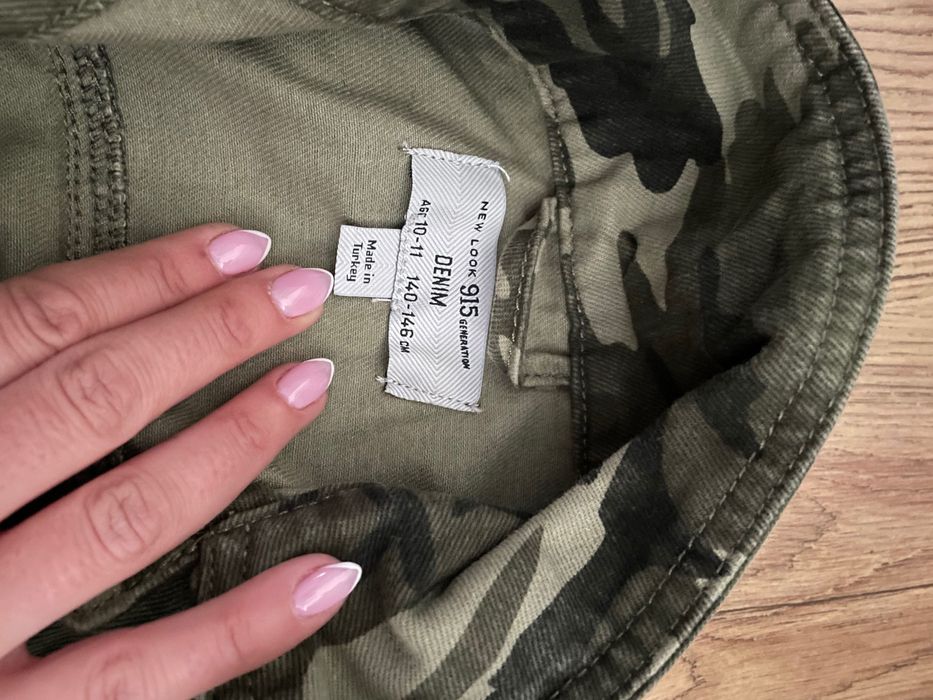 NEW LOOK 915 GENERATION
DENIM
AGE 10-11 140-146 CM
Made in
Turkey